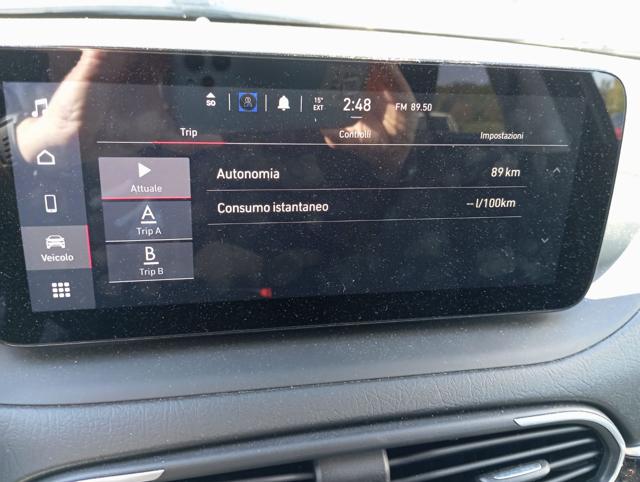 SO 15° EXT 2:48 FM 89.50
Trip Controlli Impostazioni
Attuale
Autonomia 89 km
A
Trip A
Consumo istantaneo -- l/100km
Veicolo
B
Trip B